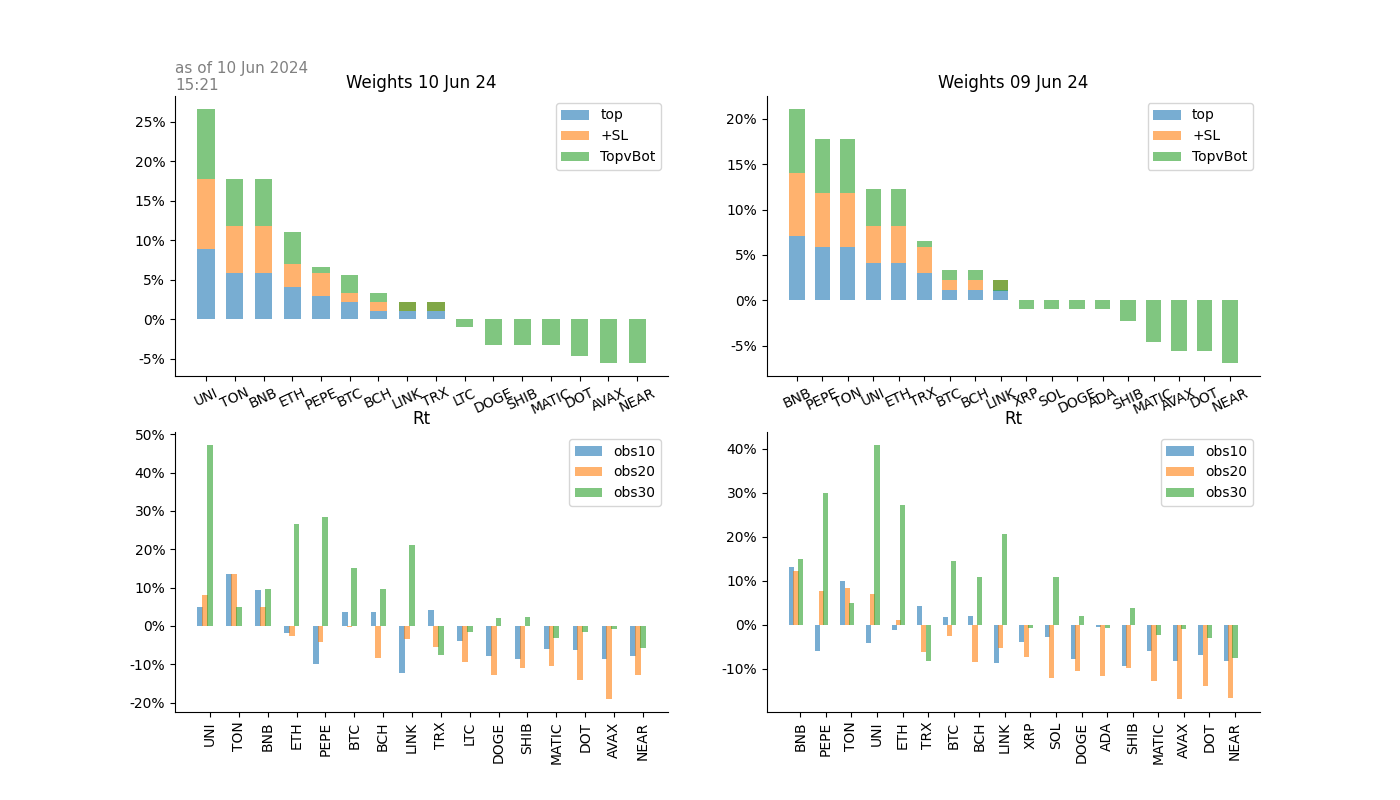 as of 10 Jun 2024
15:21
Weights 10 Jun 24
25%
20%
15%
10%
5%
0%
-5%
top
+SL
TopvBot
UNI TON BNB ETH PEPE BTC BCH LINK TRX LTC DOGE SHIB MATIC DOT AVAX NEAR
Weights 09 Jun 24
20%
15%
10%
5%
0%
-5%
top
+SL
TopvBot
BNB PEPE TON UNI ETH TRX BTC BCH LINK XRP SOL DOGE ADA SHIB MATIC AVAX DOT NEAR
Rt
50%
40%
30%
20%
10%
0%
-10%
-20%
obs10
obs20
obs30
UNI TON BNB ETH PEPE BTC BCH LINK TRX LTC DOGE SHIB MATIC DOT AVAX NEAR
Rt
40%
30%
20%
10%
0%
-10%
obs10
obs20
obs30
BNB PEPE TON UNI ETH TRX BTC BCH LINK XRP SOL DOGE ADA SHIB MATIC AVAX DOT NEAR